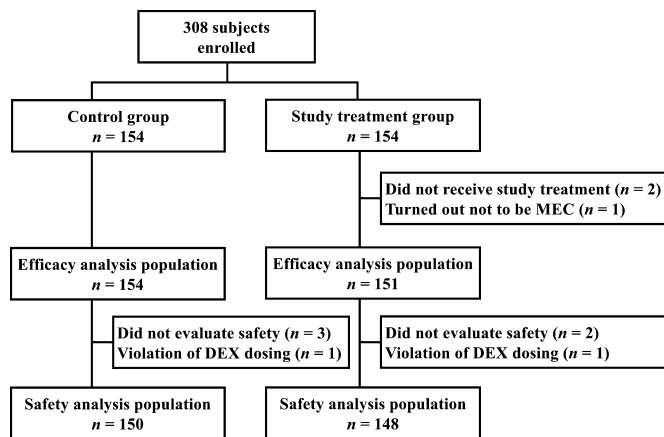 308 subjects
enrolled
Control group
n = 154
Study treatment group
n = 154
Did not receive study treatment (n = 2)
Turned out not to be MEC (n = 1)
Efficacy analysis population
n = 154
Efficacy analysis population
n = 151
Did not evaluate safety (n = 3)
Violation of DEX dosing (n = 1)
Did not evaluate safety (n = 2)
Violation of DEX dosing (n = 1)
Safety analysis population
n = 150
Safety analysis population
n = 148